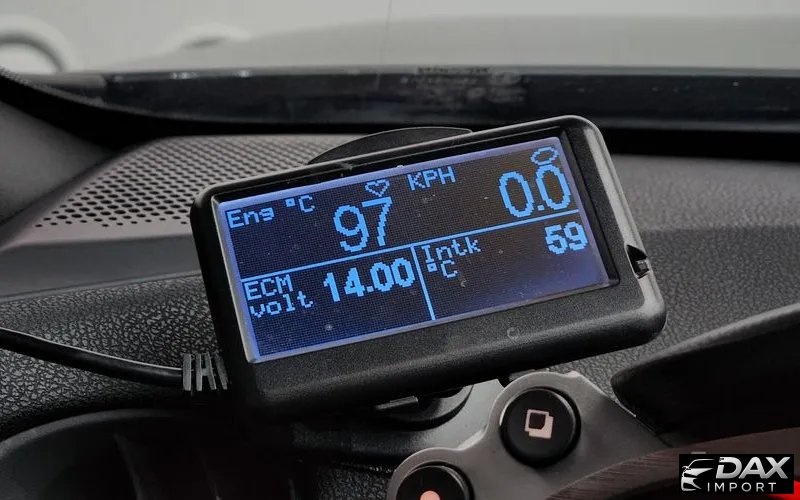 Eng °C 97 KPH 0.0
ECM volt 14.00
Intk °C 59
DAX
IMPORT